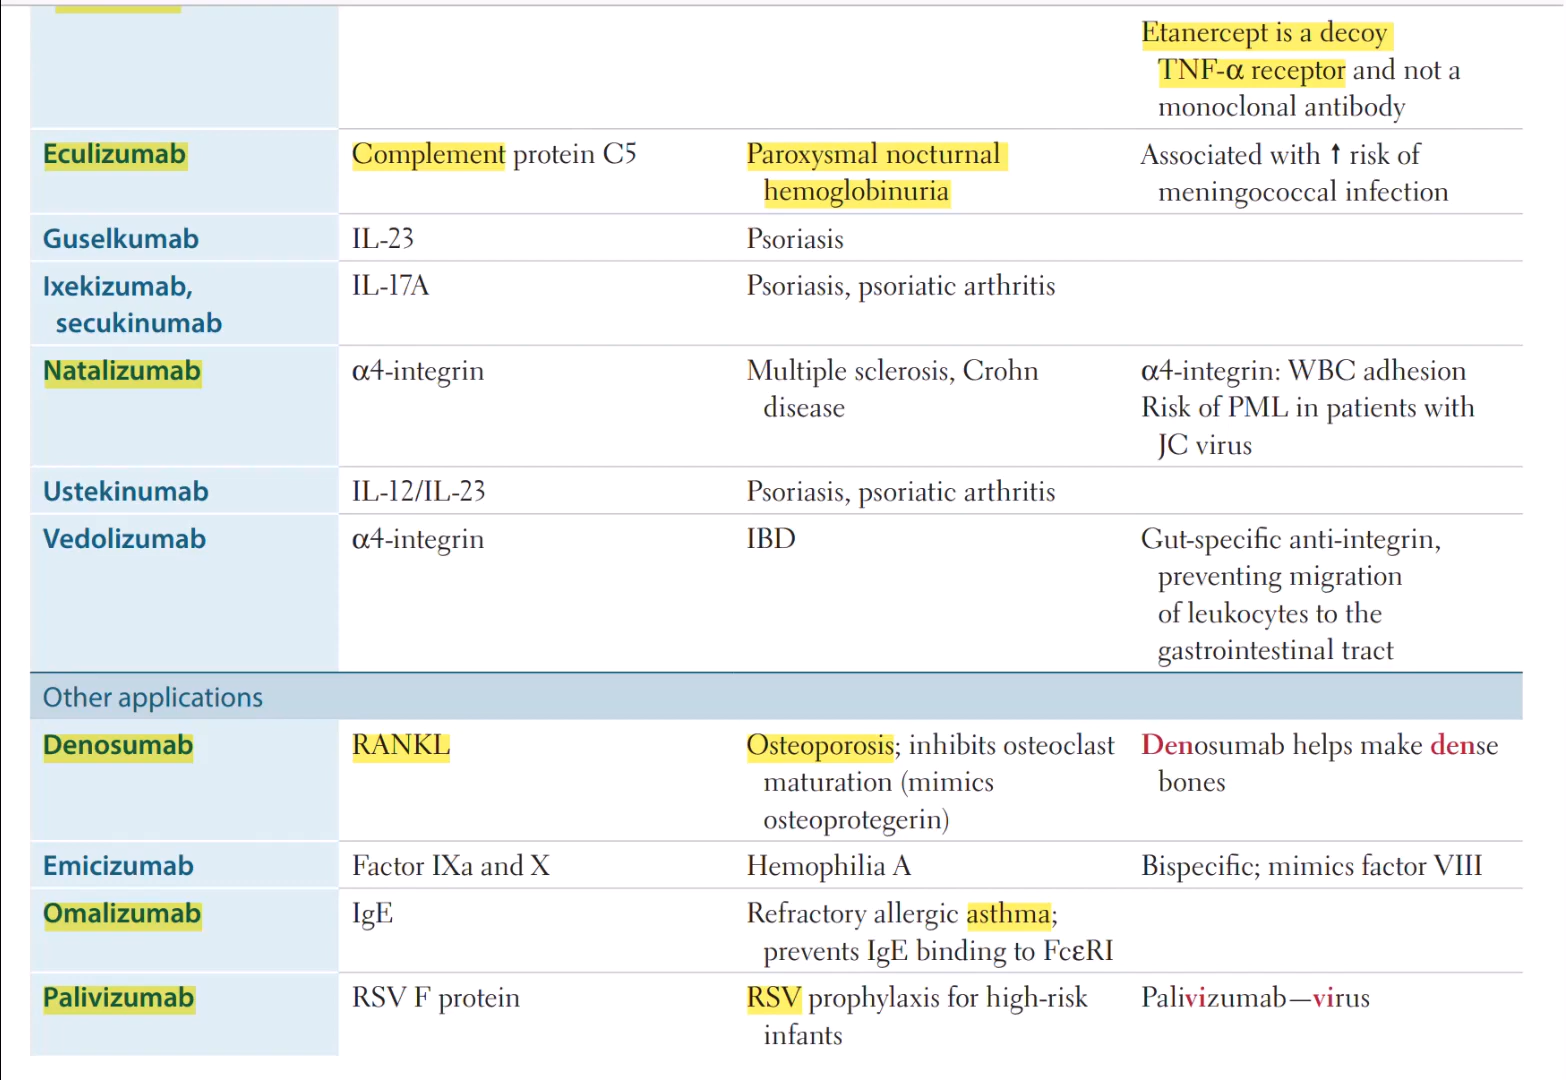 Etanercept is a decoy
TNF-α receptor and not a
monoclonal antibody
Eculizumab
Complement protein C5
Paroxysmal nocturnal
hemoglobinuria
Associated with ↑ risk of
meningococcal infection
Guselkumab
IL-23
Psoriasis
Ixekizumab,
secukinumab
IL-17A
Psoriasis, psoriatic arthritis
Natalizumab
α4-integrin
Multiple sclerosis, Crohn
disease
α4-integrin: WBC adhesion
Risk of PML in patients with
JC virus
Ustekinumab
IL-12/IL-23
Psoriasis, psoriatic arthritis
Vedolizumab
α4-integrin
IBD
Gut-specific anti-integrin,
preventing migration
of leukocytes to the
gastrointestinal tract
Other applications
Denosumab
RANKL
Osteoporosis; inhibits osteoclast
maturation (mimics
osteoprotegerin)
Denosumab helps make dense
bones
Emicizumab
Factor IXa and X
Hemophilia A
Bispecific; mimics factor VIII
Omalizumab
IgE
Refractory allergic asthma;
prevents IgE binding to FcεRI
Palivizumab
RSV F protein
RSV prophylaxis for high-risk
infants
Palivizumab—virus